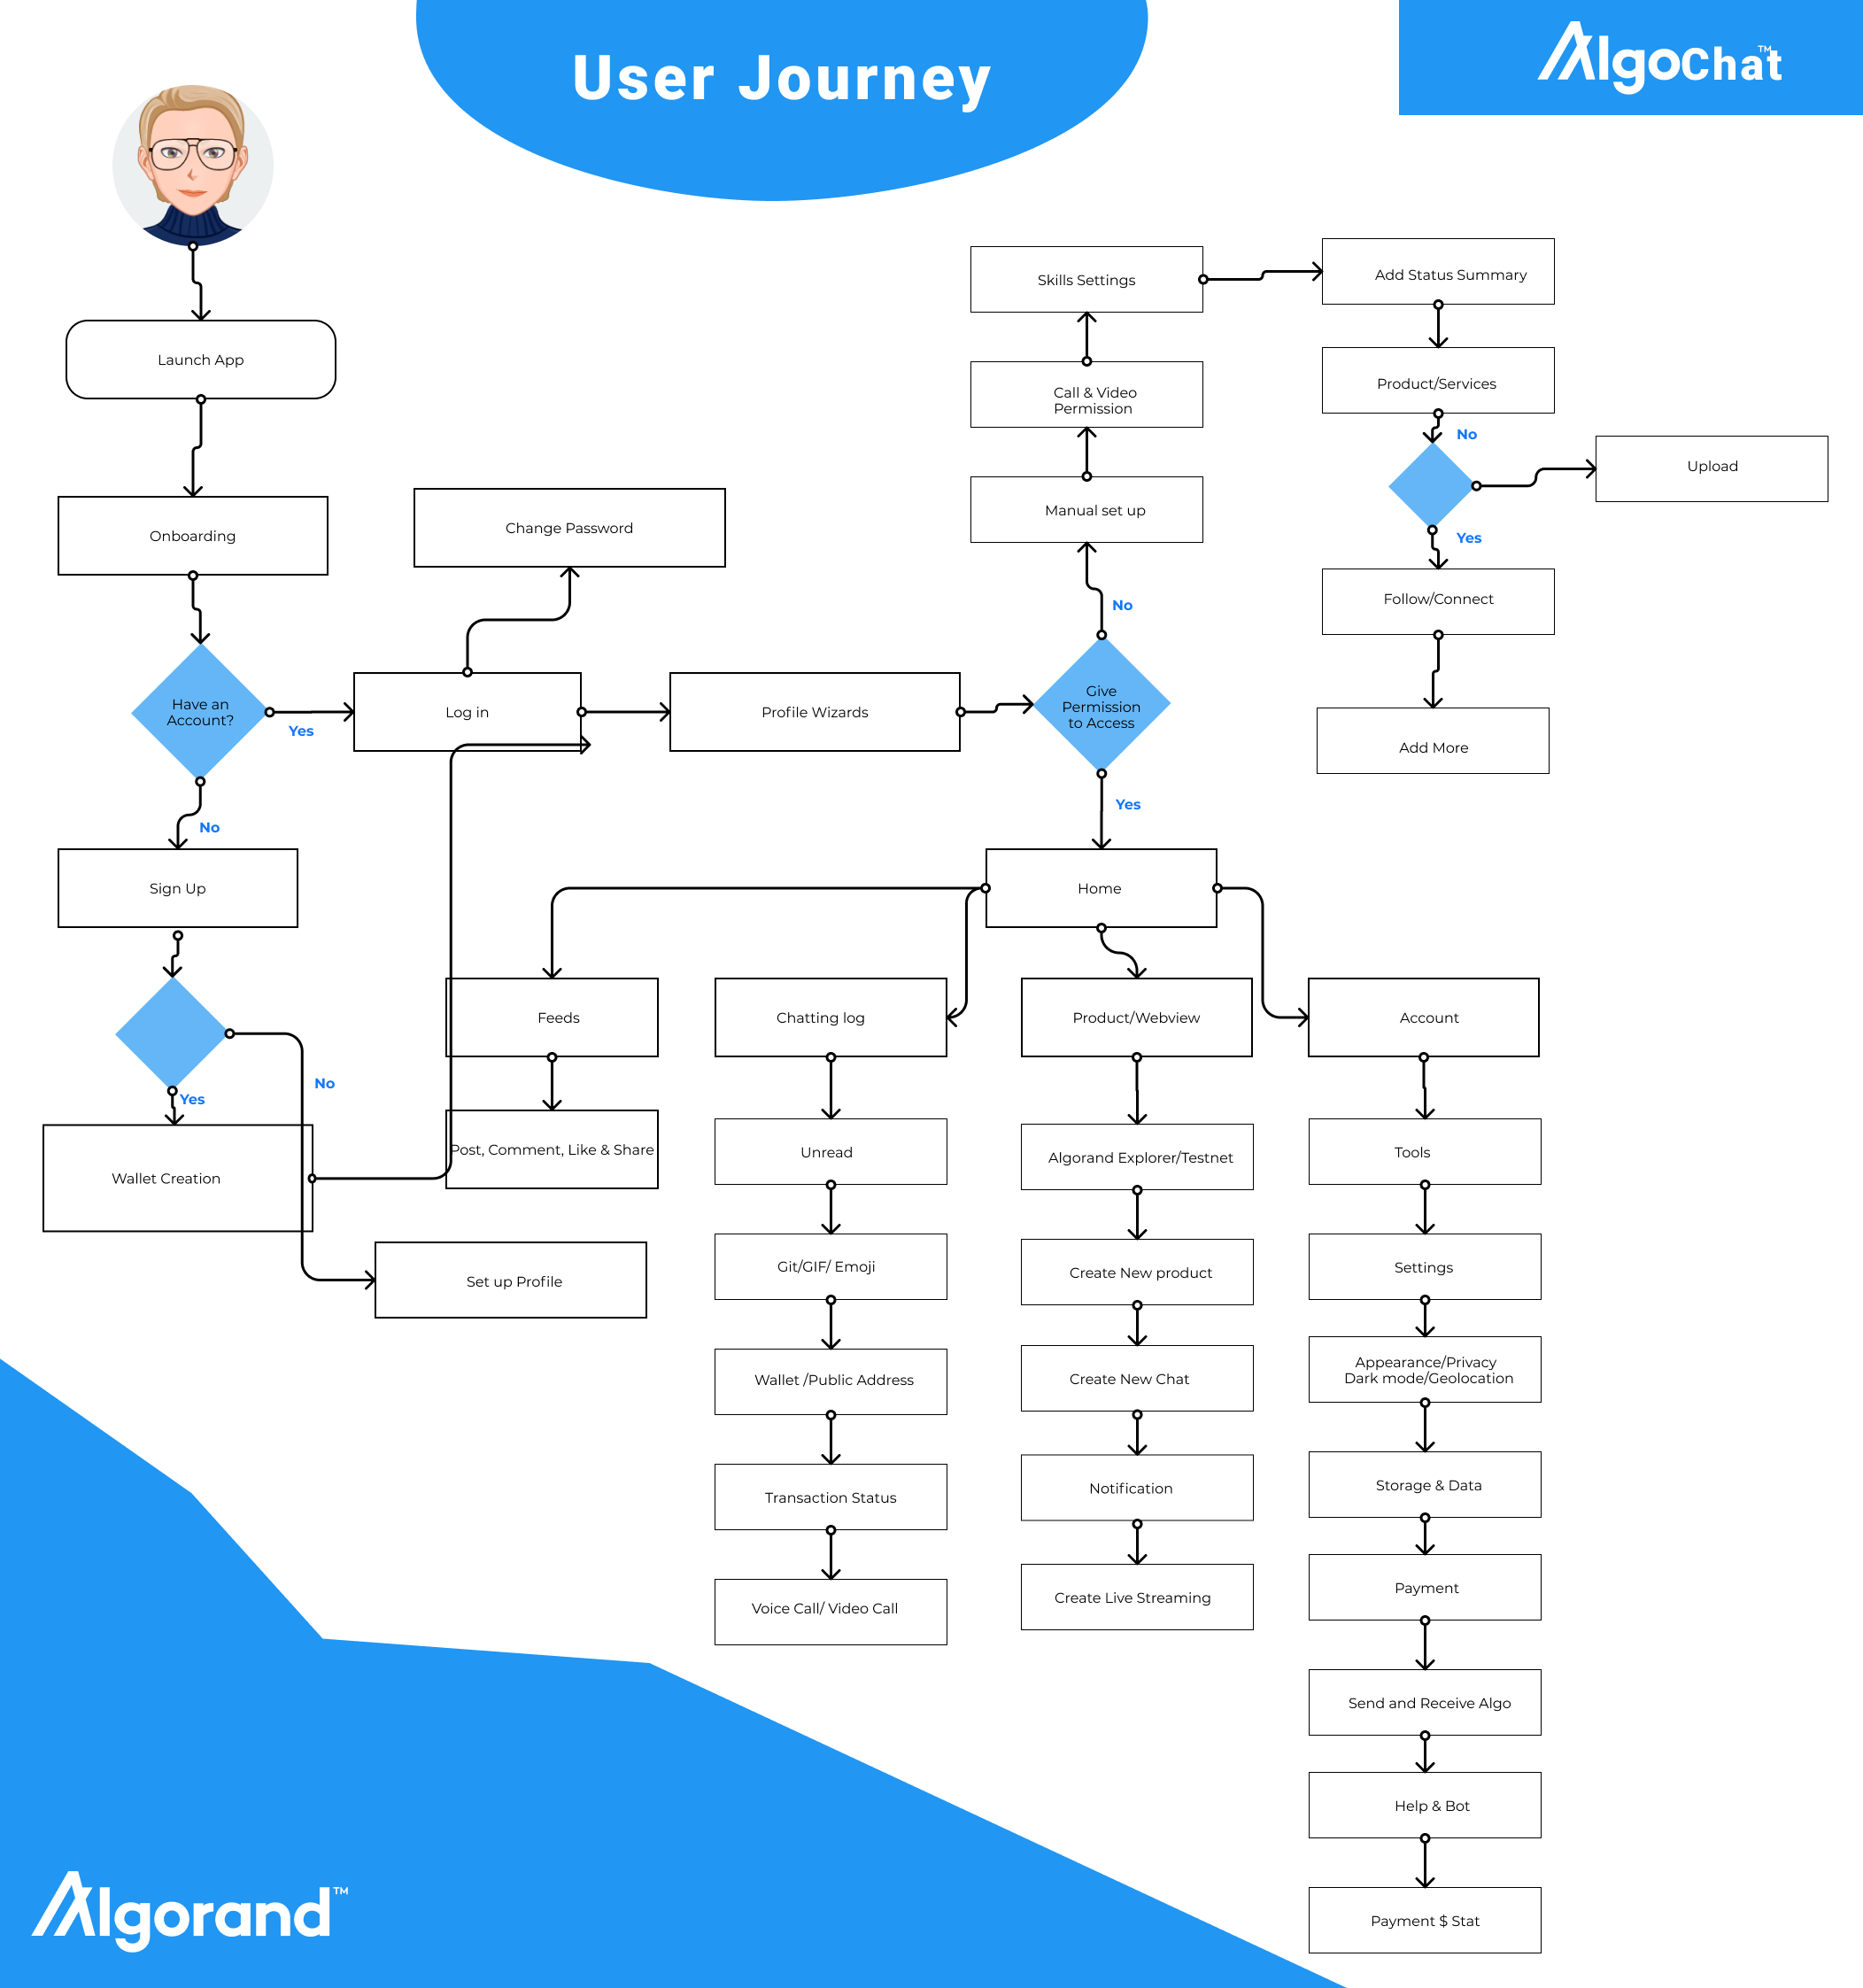 User Journey
AlgoChat™
Launch App
Onboarding
Have an
Account?
Yes
No
Log in
Change Password
Profile Wizards
Give
Permission
to Access
No
Yes
Manual set up
Call & Video
Permission
Skills Settings
Add Status Summary
Product/Services
No
Upload
Yes
Follow/Connect
Add More
Sign Up
No
Yes
Wallet Creation
Set up Profile
Home
Feeds
Post, Comment, Like & Share
Chatting log
Unread
Git/GIF/ Emoji
Wallet /Public Address
Transaction Status
Voice Call/ Video Call
Product/Webview
Algorand Explorer/Testnet
Create New product
Create New Chat
Notification
Create Live Streaming
Account
Tools
Settings
Appearance/Privacy
Dark mode/Geolocation
Storage & Data
Payment
Send and Receive Algo
Help & Bot
Payment $ Stat
Algorand™